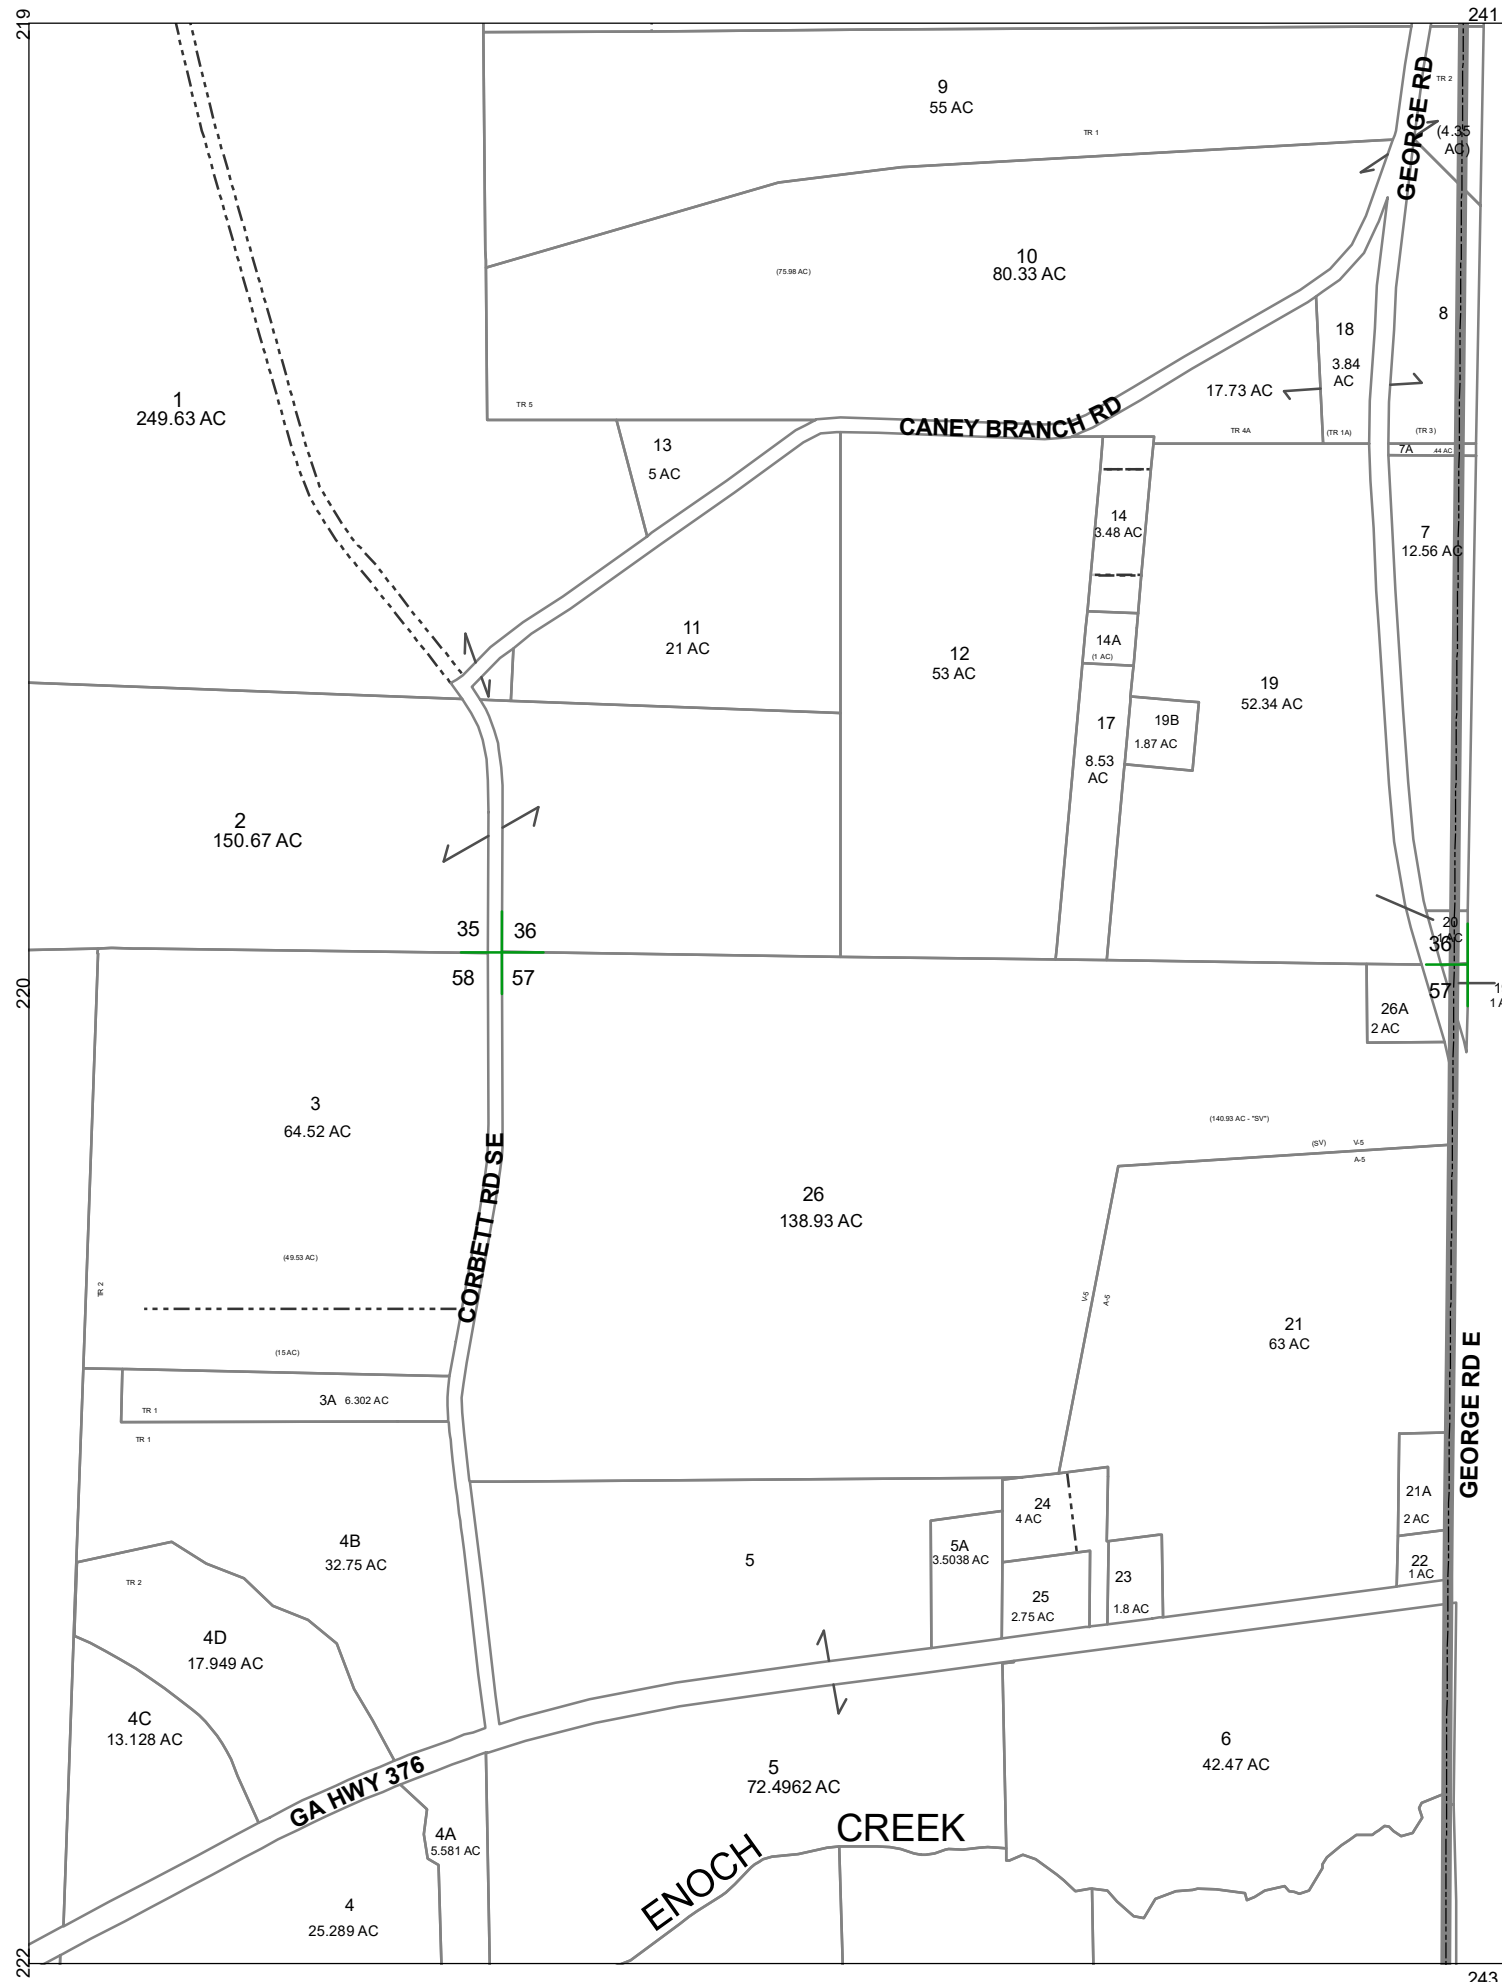 219
241
9
55 AC
TR 1
TR 2
GEORGE RD
(4.35
AC)
10
80.33 AC
(75.98 AC)
8
18
3.84
AC
1
249.63 AC
17.73 AC
TR 5
CANEY BRANCH RD
TR 4A
(TR 1A)
(TR 3)
13
5 AC
7A
.44 AC
14
3.48 AC
7
12.56 AC
11
21 AC
14A
(1 AC)
12
53 AC
19
52.34 AC
17
8.53
AC
19B
1.87 AC
2
150.67 AC
35
36
20
1 AC
36
58
57
57
220
26A
2 AC
1 A
3
64.52 AC
(140.93 AC - "SV")
(SV)
V-5
A-5
CORBETT RD SE
26
138.93 AC
(49.53 AC)
TR 2
V-5
A-5
21
63 AC
(15 AC)
GEORGE RD E
3A 6.302 AC
TR 1
TR 1
21A
2 AC
24
4 AC
4B
32.75 AC
5
5A
3.5038 AC
22
1 AC
TR 2
23
1.8 AC
25
2.75 AC
4D
17.949 AC
4C
13.128 AC
6
42.47 AC
GA HWY 376
5
72.4962 AC
4A
5.581 AC
ENOCH CREEK
4
25.289 AC
222
243